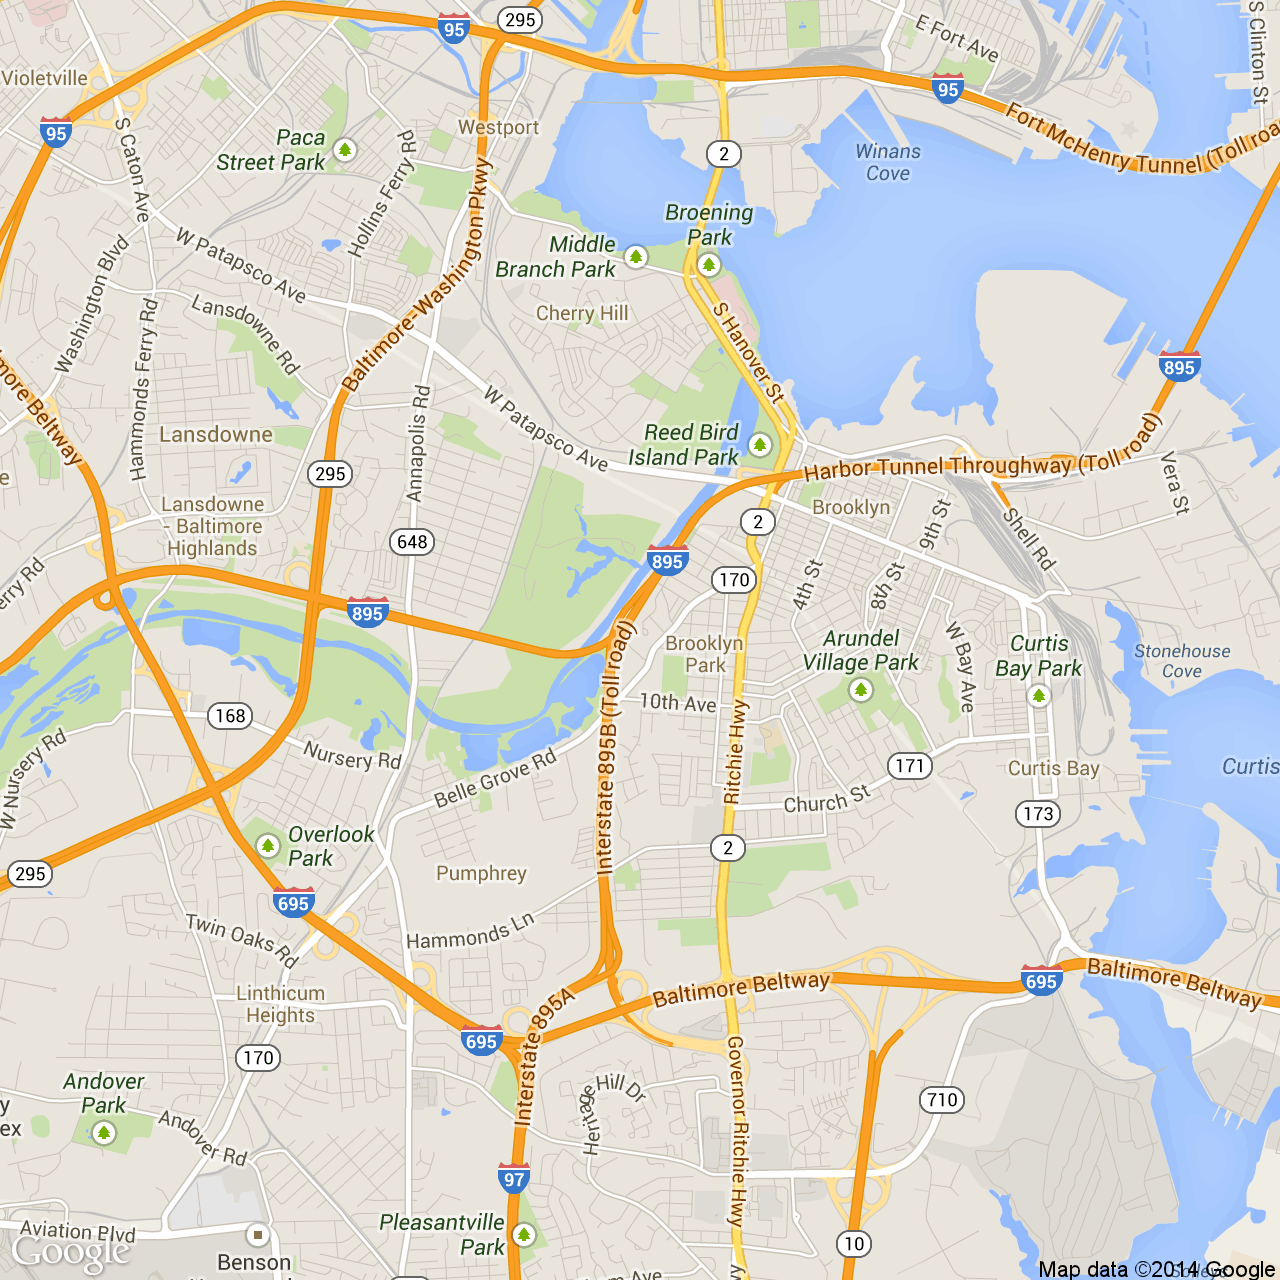 295
95
E Fort Ave
S Clinton St
Violetville
95
95
Fort McHenry Tunnel (Toll roa
Westport
Paca
Street Park
S Caton Ave
Hollins Ferry Rd
2
Winans
Cove
Broening
Park
Middle
Branch Park
W Patapsco Ave
Washington Blvd
Baltimore-Washington Pkwy
Cherry Hill
S Hanover St
Lansdowne Rd
Hammonds Ferry Rd
895
more Beltway
W Patapsco Ave
Annapolis Rd
Lansdowne
Reed Bird
Island Park
Harbor Tunnel Throughway (Toll road)
295
e
Vera St
Lansdowne
- Baltimore
Highlands
Brooklyn
2
9th St
Shell Rd
648
895
170
4th St
8th St
erry Rd
895
Brooklyn
Park
Arundel
Village Park
W Bay Ave
Curtis
Bay Park
Stonehouse
Cove
Interstate 895B (Toll road)
10th Ave
168
Nursery Rd
W Nursery Rd
Belle Grove Rd
Ritchie Hwy
171
Curtis Bay
Curtis
Church St
173
Overlook
Park
2
295
Pumphrey
695
Twin Oaks Rd
Hammonds Ln
Baltimore Beltway
695
Baltimore Beltway
Linthicum
Heights
Interstate 895A
695
170
Governor Ritchie Hwy
Heritage Hill Dr
710
Andover
Park
y
ex
Andover Rd
97
Pleasantville
Park
Aviation Blvd
10
Google
Benson
Map data ©2014 Google